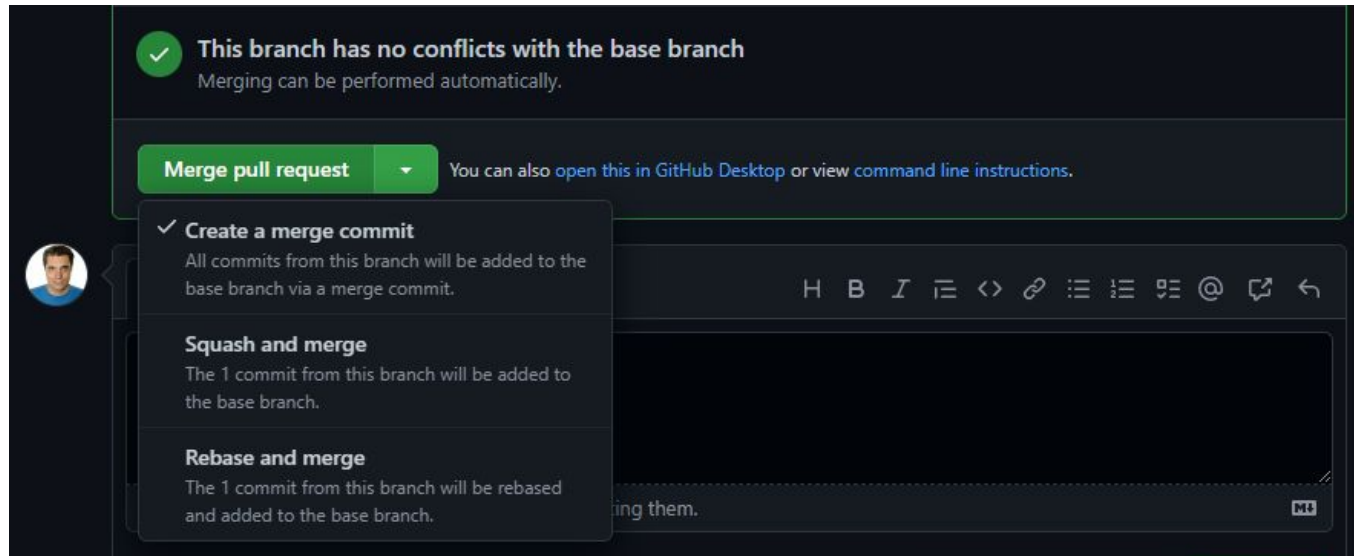 This branch has no conflicts with the base branch
Merging can be performed automatically.
Merge pull request
You can also open this in GitHub Desktop or view command line instructions.
Create a merge commit
All commits from this branch will be added to the
base branch via a merge commit.
H B I <> @
Squash and merge
The 1 commit from this branch will be added to
the base branch.
Rebase and merge
The 1 commit from this branch will be rebased
and added to the base branch.
ing them.
M